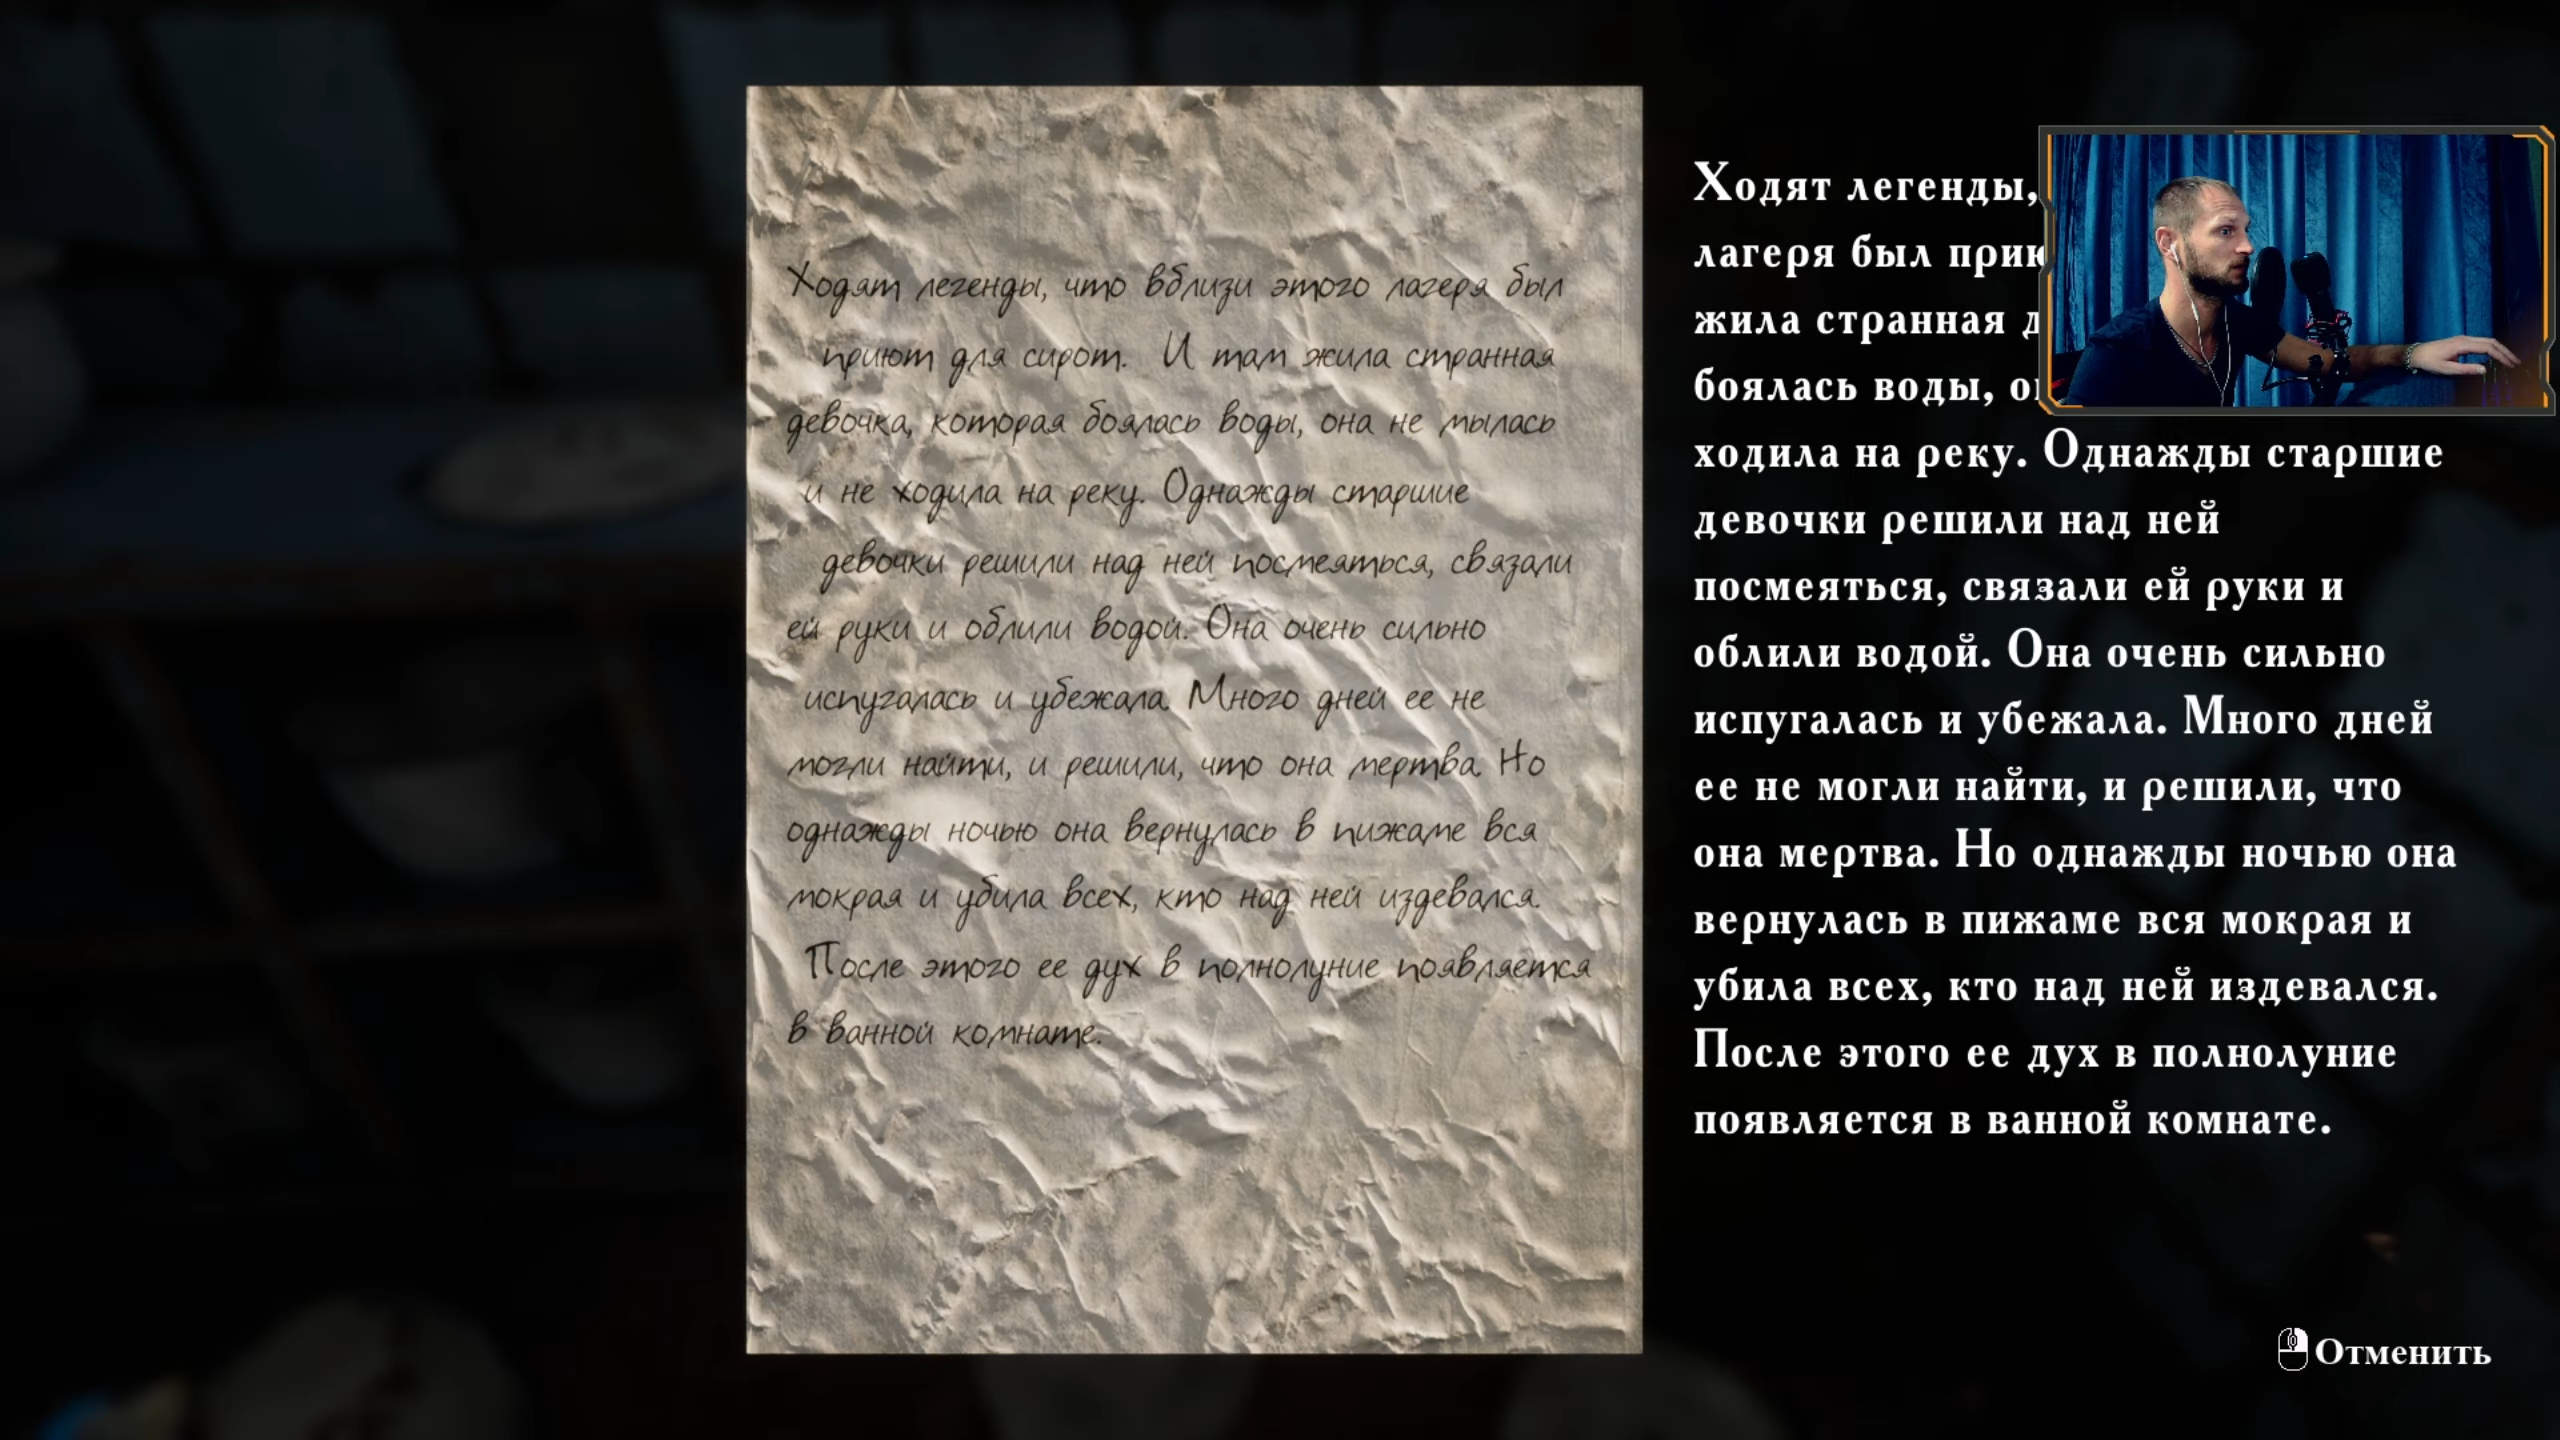 Ходят легенды, что вблизи этого лагеря был
приют для сирот. И там жила странная
девочка, которая боялась воды, она не мылась
и не ходила на реку. Однажды старшие
девочки решили над ней посмеяться, связали
ей руки и облили водой. Она очень сильно
испугалась и убежала. Много дней ее не
могли найти, и решили, что она мертва. Но
однажды ночью она вернулась в пижаме вся
мокрая и убила всех, кто над ней издевался.
После этого ее дух в полнолуние появляется
в ванной комнате.
Ходят легенды,
лагеря был
жила странная
боялась воды,
ходила на реку. Однажды старшие
девочки решили над ней
посмеяться, связали ей руки и
облили водой. Она очень сильно
испугалась и убежала. Много дней
ее не могли найти, и решили, что
она мертва. Но однажды ночью она
вернулась в пижаме вся мокрая и
убила всех, кто над ней издевался.
После этого ее дух в полнолуние
появляется в ванной комнате.
Отменить